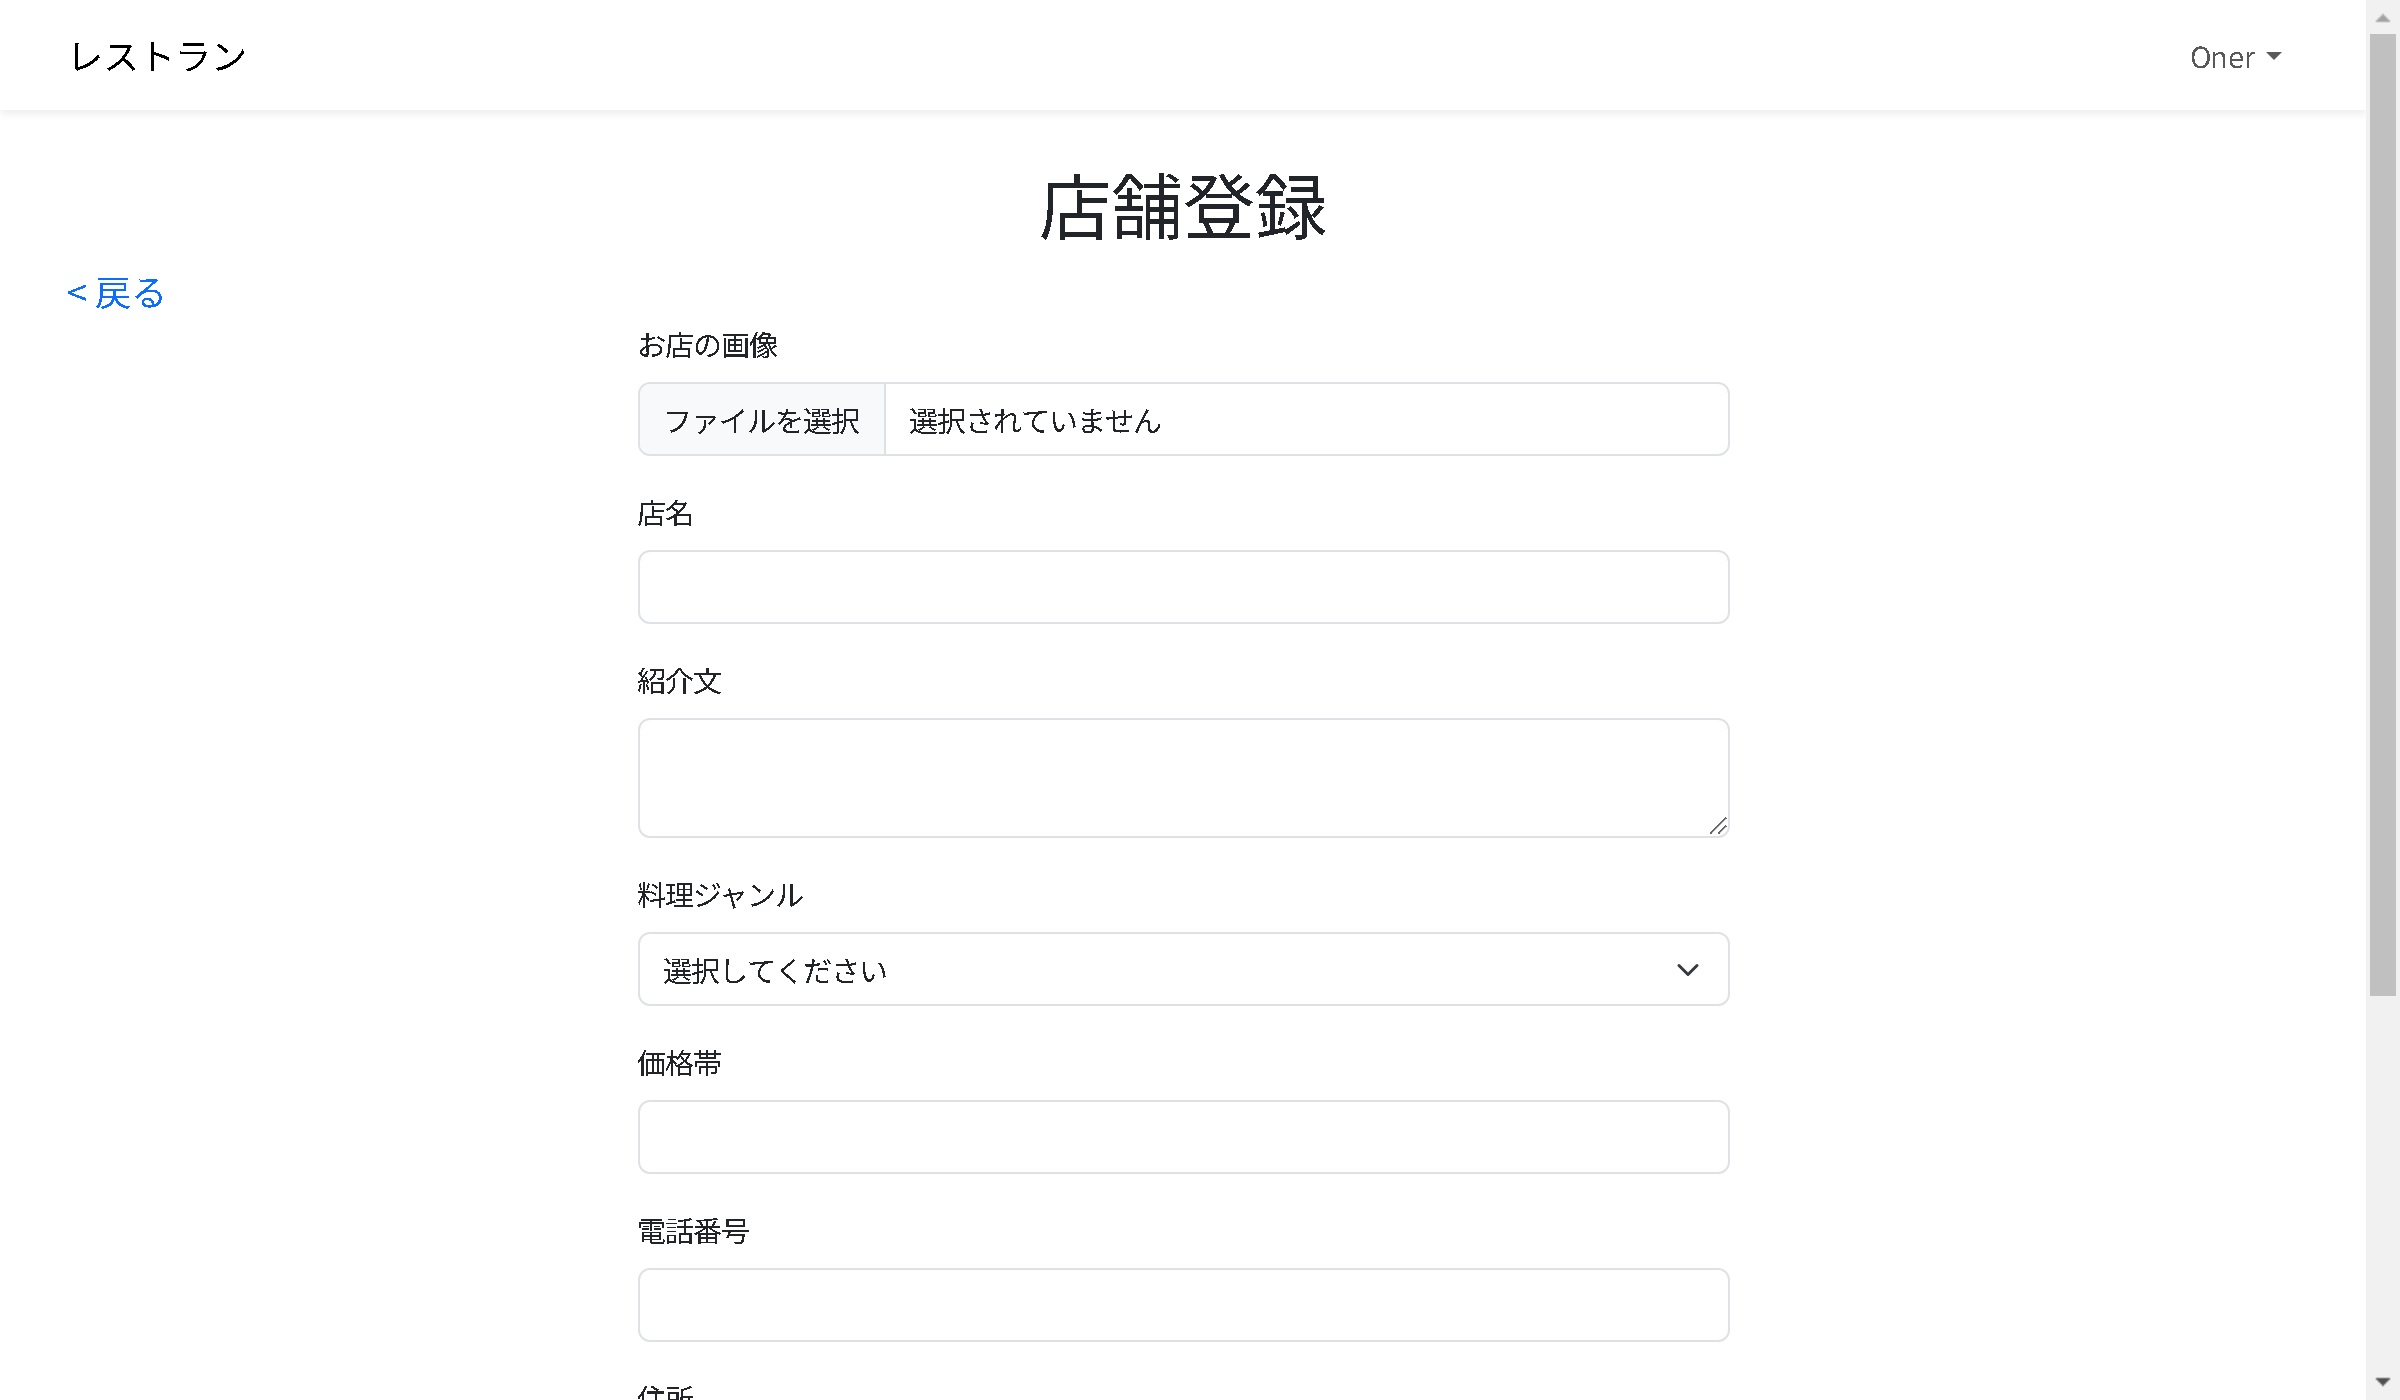 レストラン
Oner
店舗登録
< 戻る
お店の画像
ファイルを選択 選択されていません
店名
紹介文
料理ジャンル
選択してください
価格帯
電話番号
住所